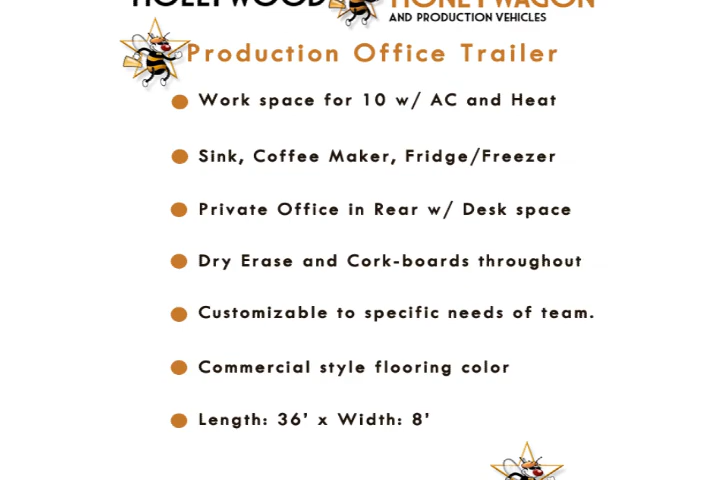 HOLLYWOOD HONEYWAGON
AND PRODUCTION VEHICLES
Production Office Trailer
Work space for 10 w/ AC and Heat
Sink, Coffee Maker, Fridge/Freezer
Private Office in Rear w/ Desk space
Dry Erase and Cork-boards throughout
Customizable to specific needs of team.
Commercial style flooring color
Length: 36' x Width: 8'